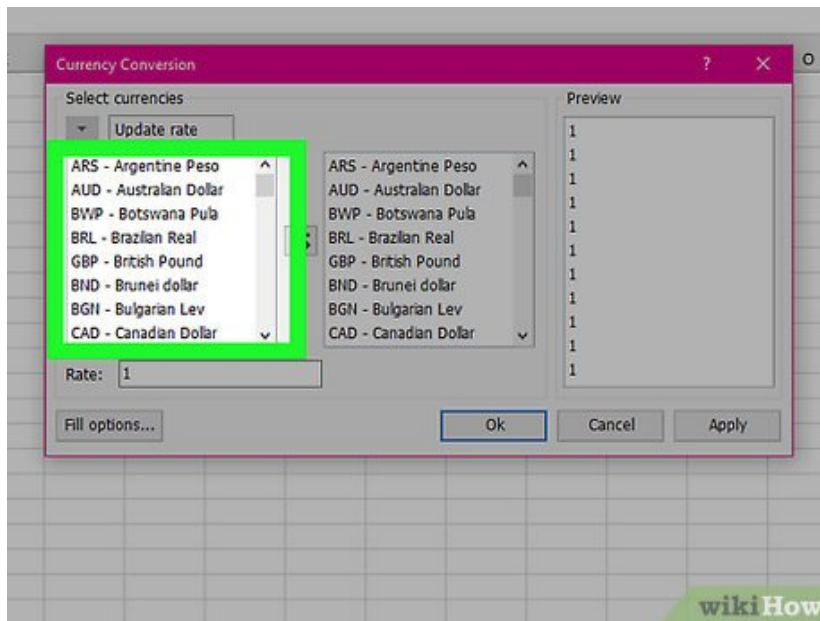 O
Currency Conversion ? ×
Select currencies
Update rate
ARS - Argentine Peso
AUD - Australian Dollar
BWP - Botswana Pula
BRL - Brazilian Real
GBP - British Pound
BND - Brunei dollar
BGN - Bulgarian Lev
CAD - Canadian Dollar
ARS - Argentine Peso
AUD - Australian Dollar
BWP - Botswana Pula
BRL - Brazilian Real
GBP - British Pound
BND - Brunei dollar
BGN - Bulgarian Lev
CAD - Canadian Dollar
Rate: 1
Preview
1
1
1
1
1
1
1
1
1
1
1
Fill options...
Ok
Cancel
Apply
wikiHow